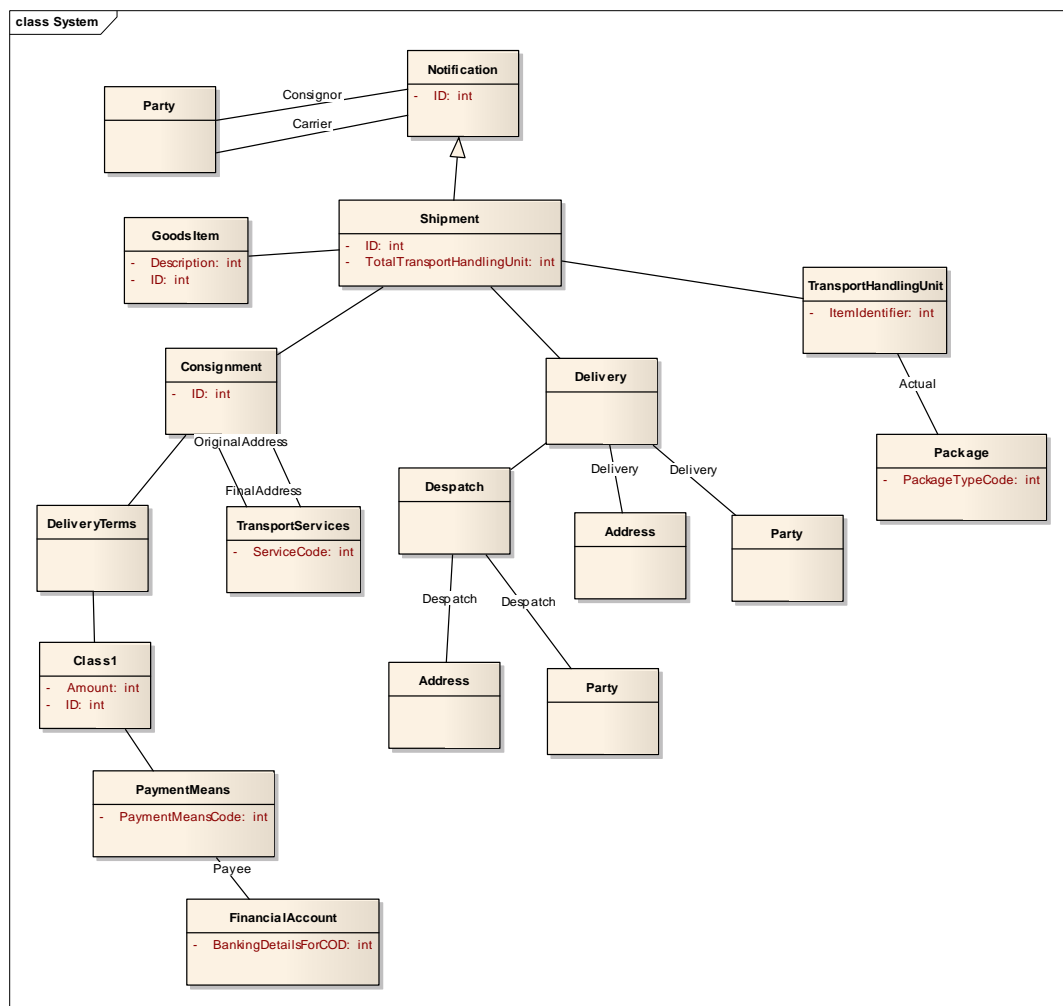 class System
Notification
- ID: int
Consignor
Party
Carrier
Shipment
- ID: int
- TotalTransportHandlingUnit: int
GoodsItem
- Description: int
- ID: int
TransportHandlingUnit
- ItemIdentifier: int
Consignment
- ID: int
Delivery
Actual
OriginalAddress
Package
- PackageTypeCode: int
Delivery
Delivery
Despatch
FinalAddress
DeliveryTerms
TransportServices
- ServiceCode: int
Address
Party
Despatch
Despatch
Class1
- Amount: int
- ID: int
Address
Party
PaymentMeans
- PaymentMeansCode: int
Payee
FinancialAccount
- BankingDetailsForCOD: int